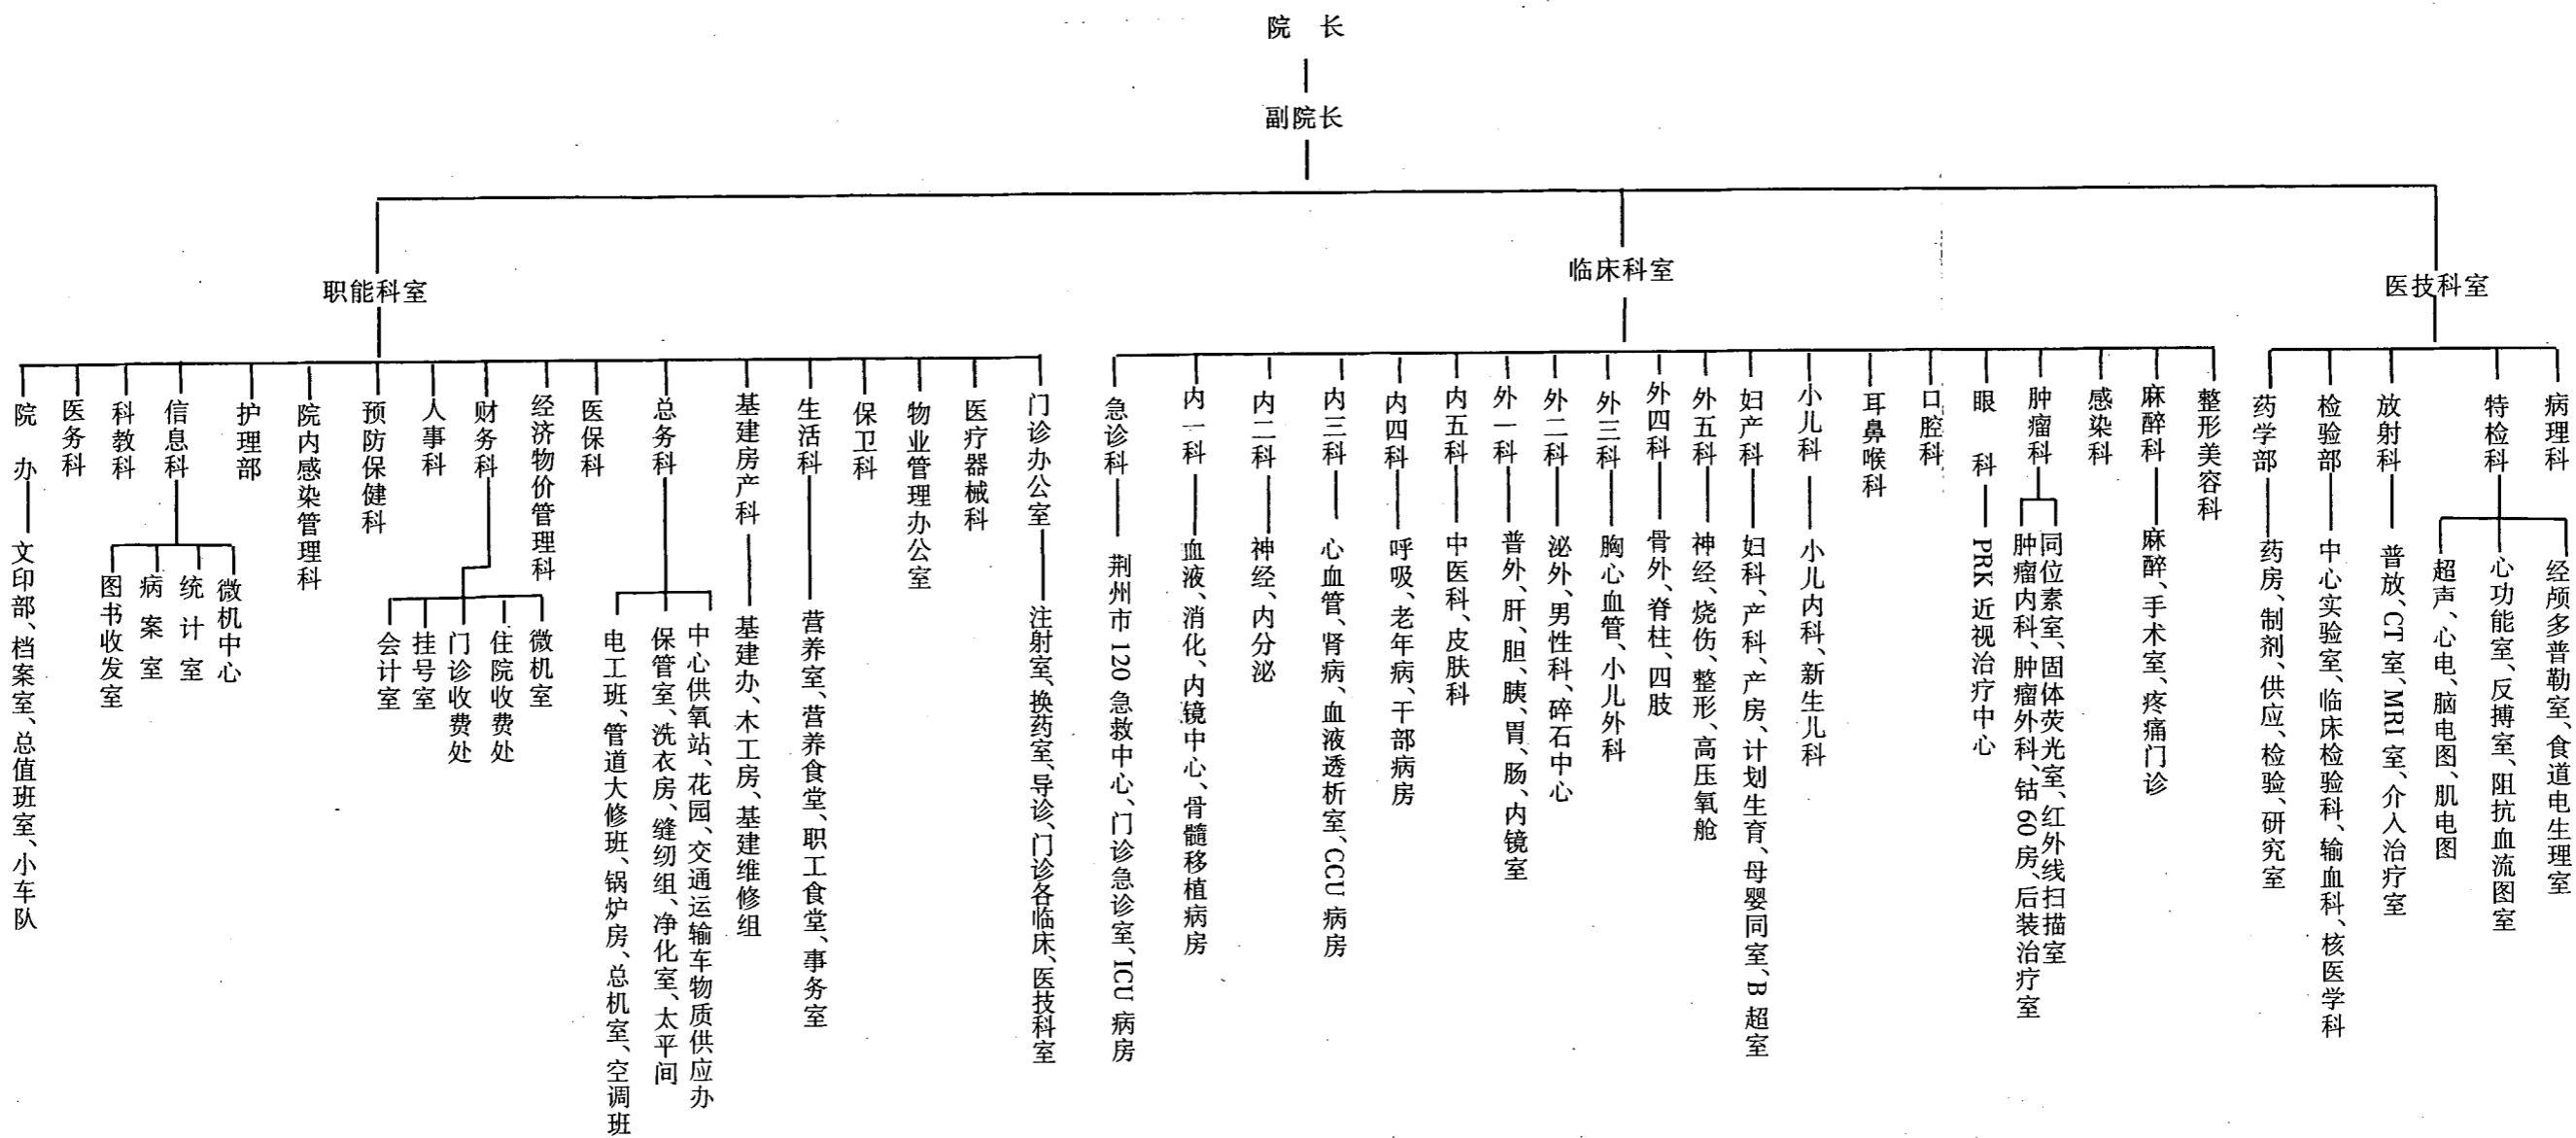 院 长
副院长
职能科室
临床科室
医技科室
院 办
医务科
科教科
信息科
护理部
院内感染管理科
预防保健科
人事科
财务科
经济物价管理科
医保科
总务科
基建房产科
生活科
保卫科
物业管理办公室
医疗器械科
门诊办公室
急诊科
内一科
内二科
内三科
内四科
内五科
外一科
外二科
外三科
外四科
外五科
妇产科
小儿科
耳鼻喉科
口腔科
眼 科
肿瘤科
感染科
麻醉科
整形美容科
药学部
检验部
放射科
特检科
病理科
文印部、档案室、总值班室、小车队
图书收发室
病案室
统计室
微机中心
会计室
挂号室
门诊收费处
住院收费处
微机室
电工班、管道大修班、锅炉房、总机室、空调班
保管室、洗衣房、缝纫组、净化室、太平间
中心供氧站、花园、交通运输车物质供应办
基建办、木工房、基建维修组
营养室、营养食堂、职工食堂、事务室
注射室、换药室、导诊、门诊各临床、医技科室
荆州市 120 急救中心、门诊急诊室、ICU 病房
血液、消化、内镜中心、骨髓移植病房
神经、内分泌
心血管、肾病、血液透析室、CCU 病房
呼吸、老年病、干部病房
中医科、皮肤科
普外、肝、胆、胰、胃、肠、内镜室
泌外、男性科、碎石中心
胸心血管、小儿外科
骨外、脊柱、四肢
神经、烧伤、整形、高压氧舱
妇科、产科、产房、计划生育、母婴同室、B 超室
小儿内科、新生儿科
PRK 近视治疗中心
肿瘤内科、肿瘤外科、钴 60 房、后装治疗室
同位素室、固体荧光室、红外线扫描室
麻醉、手术室、疼痛门诊
药房、制剂、供应、检验、研究室
中心实验室、临床检验科、输血科、核医学科
普放、CT 室、MRI 室、介入治疗室
超声、心电、脑电图、肌电图
心功能室、反搏室、阻抗血流图室
经颅多普勒室、食道电生理室